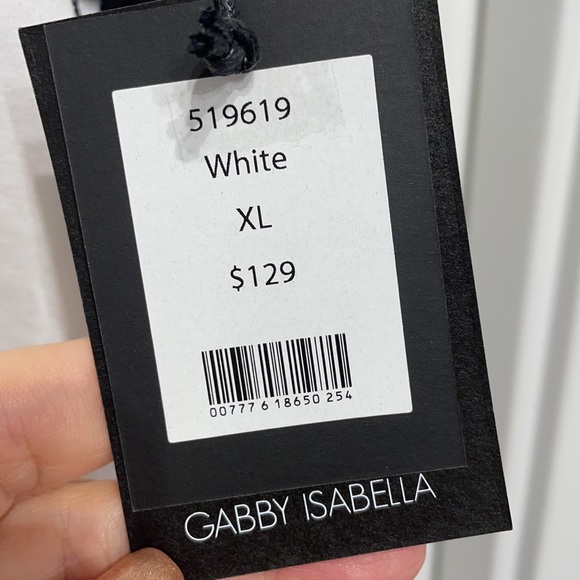 519619
White
XL
$129
00777 6 18650 254
GABBY ISABELLA